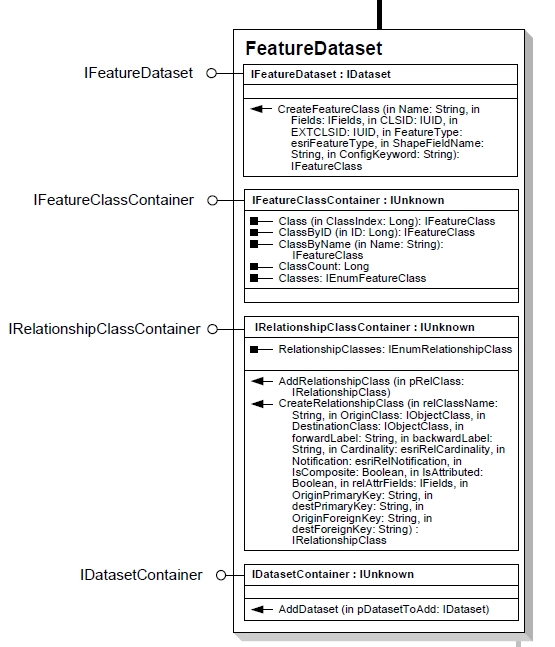 FeatureDataset
IFeatureDataset
IFeatureDataset : IDataset
CreateFeatureClass (in Name: String, in
Fields: IFields, in CLSID: IUID, in
EXTCLSID: IUID, in FeatureType:
esriFeatureType, in ShapeFieldName:
String, in ConfigKeyword: String):
IFeatureClass
IFeatureClassContainer
IFeatureClassContainer : IUnknown
Class (in ClassIndex: Long): IFeatureClass
ClassByID (in ID: Long): IFeatureClass
ClassByName (in Name: String):
IFeatureClass
ClassCount: Long
Classes: IEnumFeatureClass
IRelationshipClassContainer
IRelationshipClassContainer : IUnknown
RelationshipClasses: IEnumRelationshipClass
AddRelationshipClass (in pRelClass:
IRelationshipClass)
CreateRelationshipClass (in relClassName:
String, in OriginClass: IObjectClass, in
DestinationClass: IObjectClass, in
forwardLabel: String, in backwardLabel:
String, in Cardinality: esriRelCardinality, in
Notification: esriRelNotification, in
IsComposite: Boolean, in IsAttributed:
Boolean, in relAttrFields: IFields, in
OriginPrimaryKey: String, in
destPrimaryKey: String, in
OriginForeignKey: String, in
destForeignKey: String) :
IRelationshipClass
IDatasetContainer
IDatasetContainer : IUnknown
AddDataset (in pDatasetToAdd: IDataset)